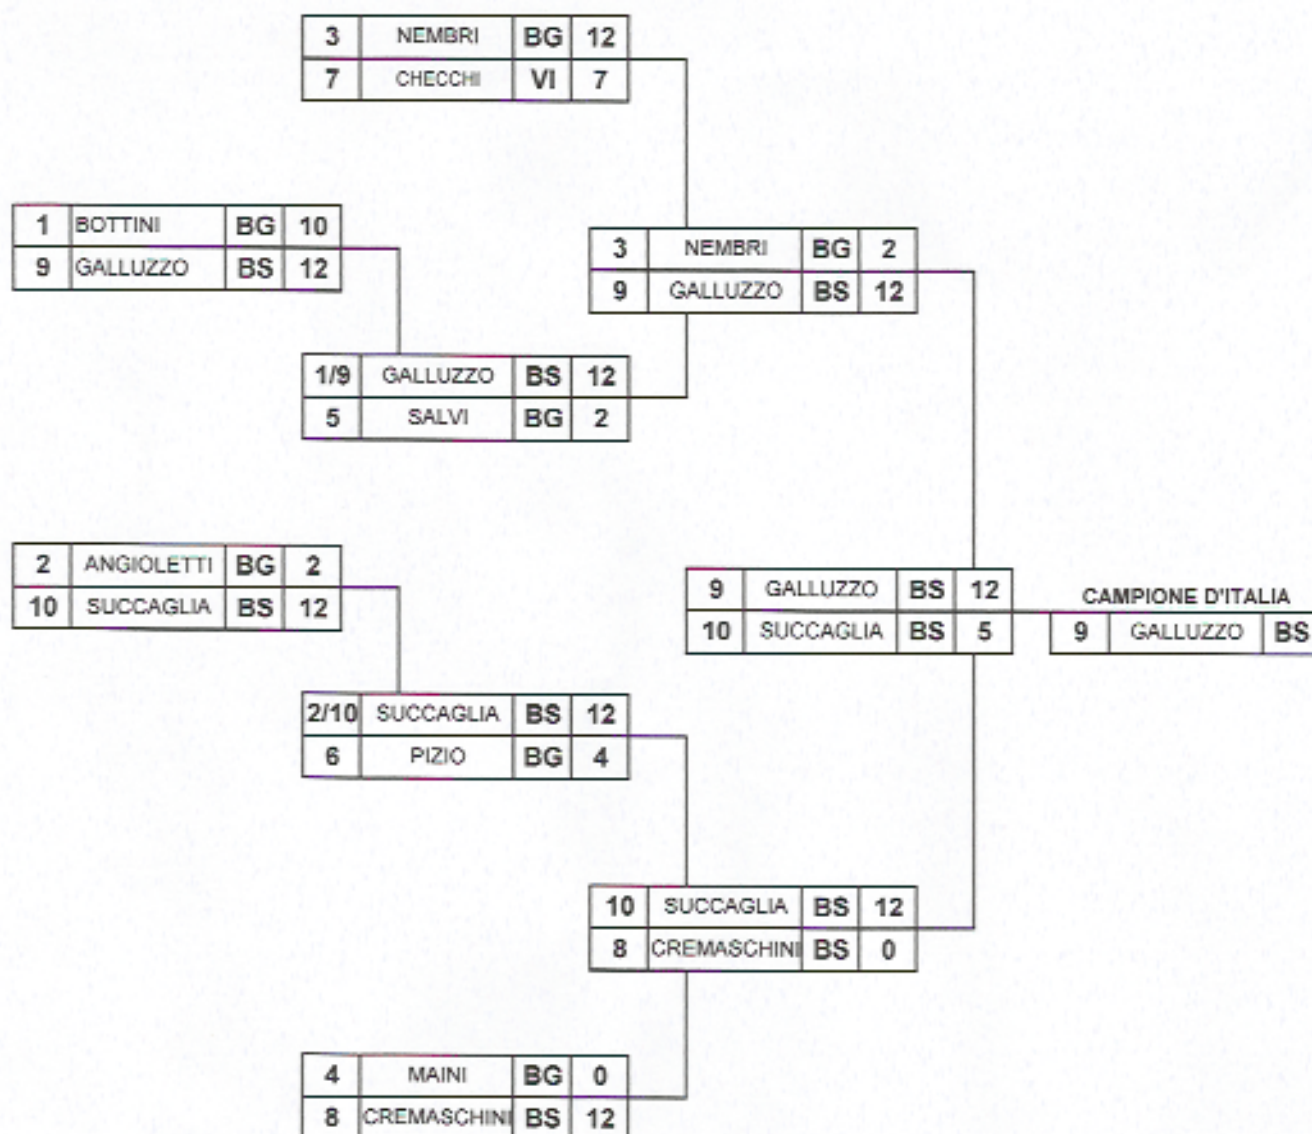 3 NEMBRI BG 12
7 CHECCHI VI 7
1 BOTTINI BG 10
9 GALLUZZO BS 12
3 NEMBRI BG 2
9 GALLUZZO BS 12
1/9 GALLUZZO BS 12
5 SALVI BG 2
2 ANGIOLETTI BG 2
10 SUCCAGLIA BS 12
9 GALLUZZO BS 12
10 SUCCAGLIA BS 5
CAMPIONE D'ITALIA
9 GALLUZZO BS
2/10 SUCCAGLIA BS 12
6 PIZIO BG 4
10 SUCCAGLIA BS 12
8 CREMASCHINI BS 0
4 MAINI BG 0
8 CREMASCHINI BS 12